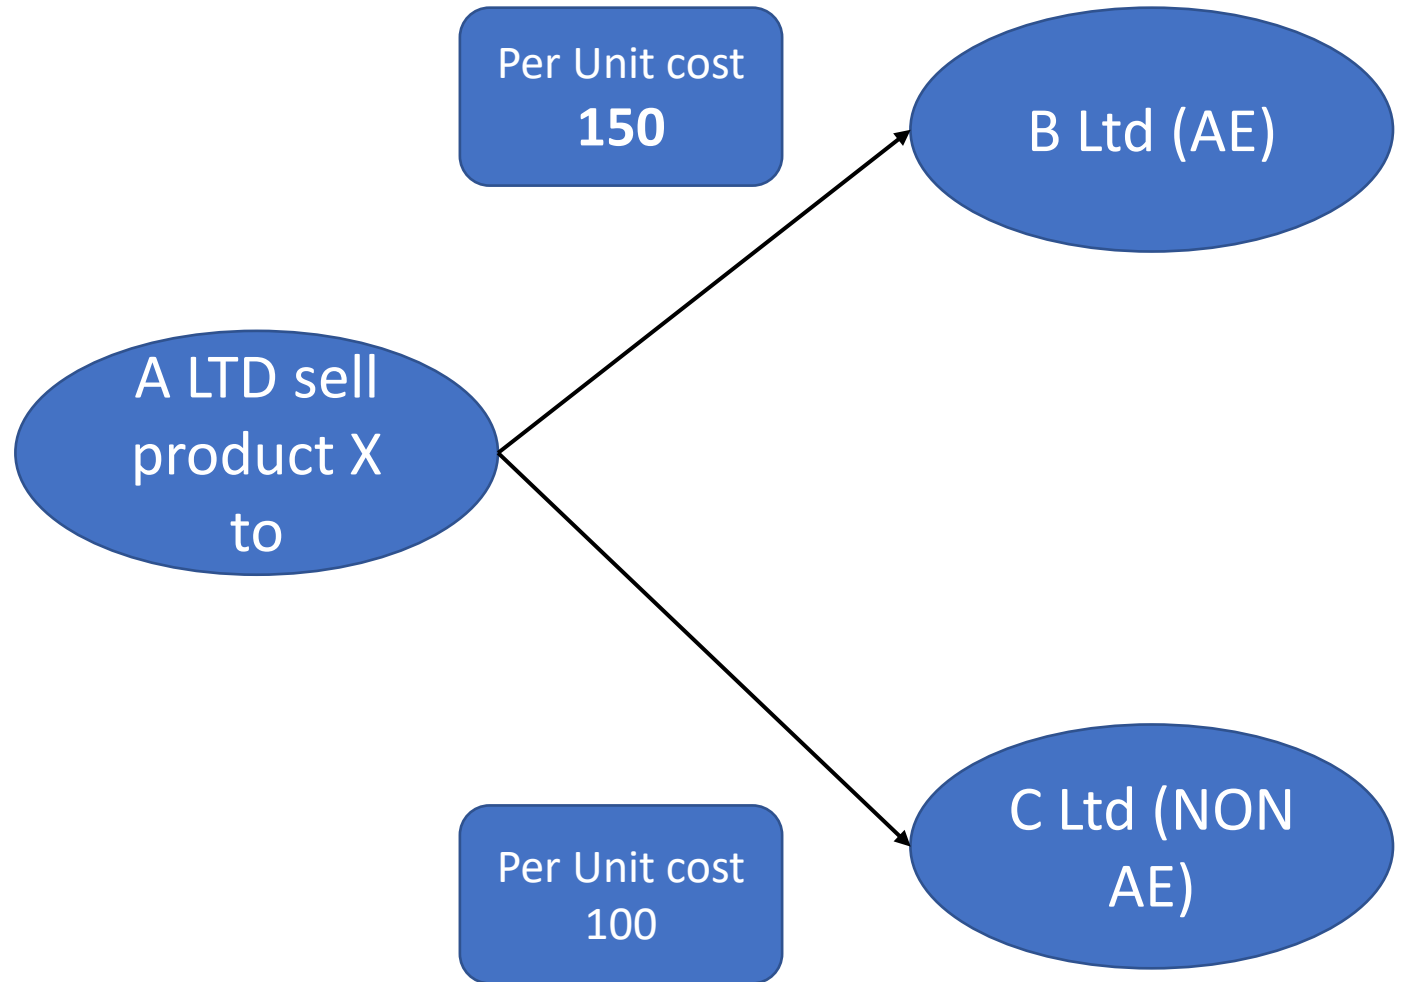 Per Unit cost
150
B Ltd (AE)
A LTD sell
product X
to
C Ltd (NON
AE)
Per Unit cost
100